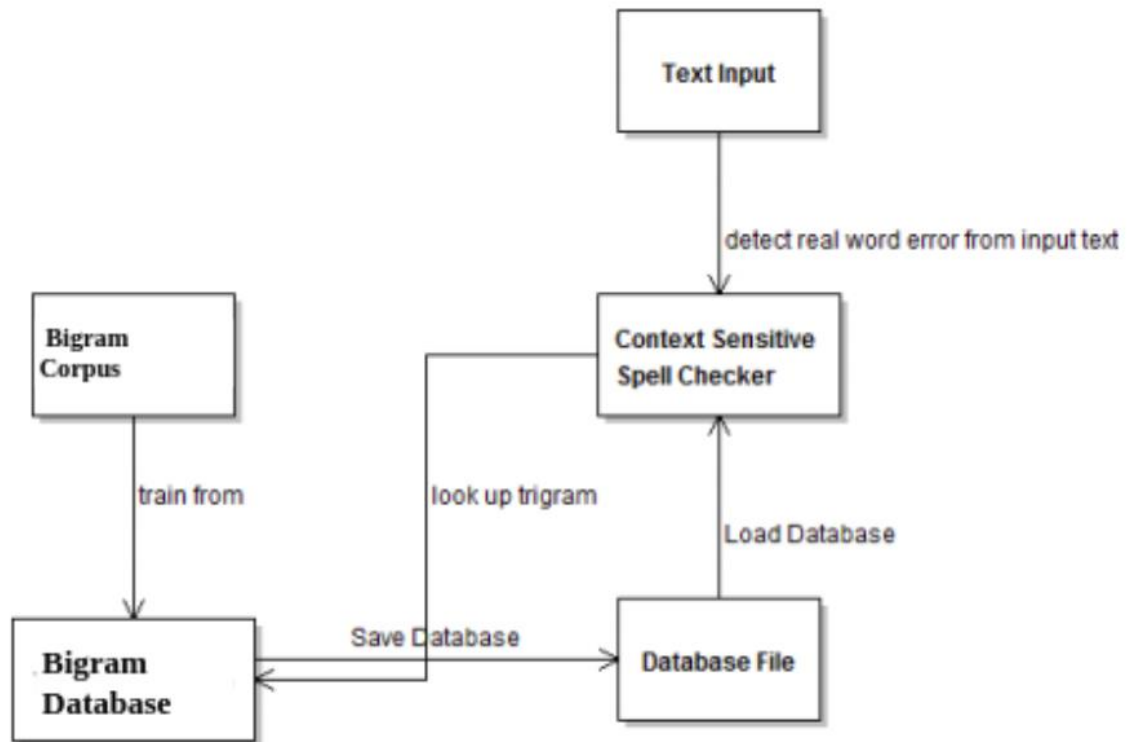 Text Input
detect real word error from input text
Bigram
Corpus
Context Sensitive
Spell Checker
train from
look up trigram
Load Database
Save Database
Bigram
Database
Database File